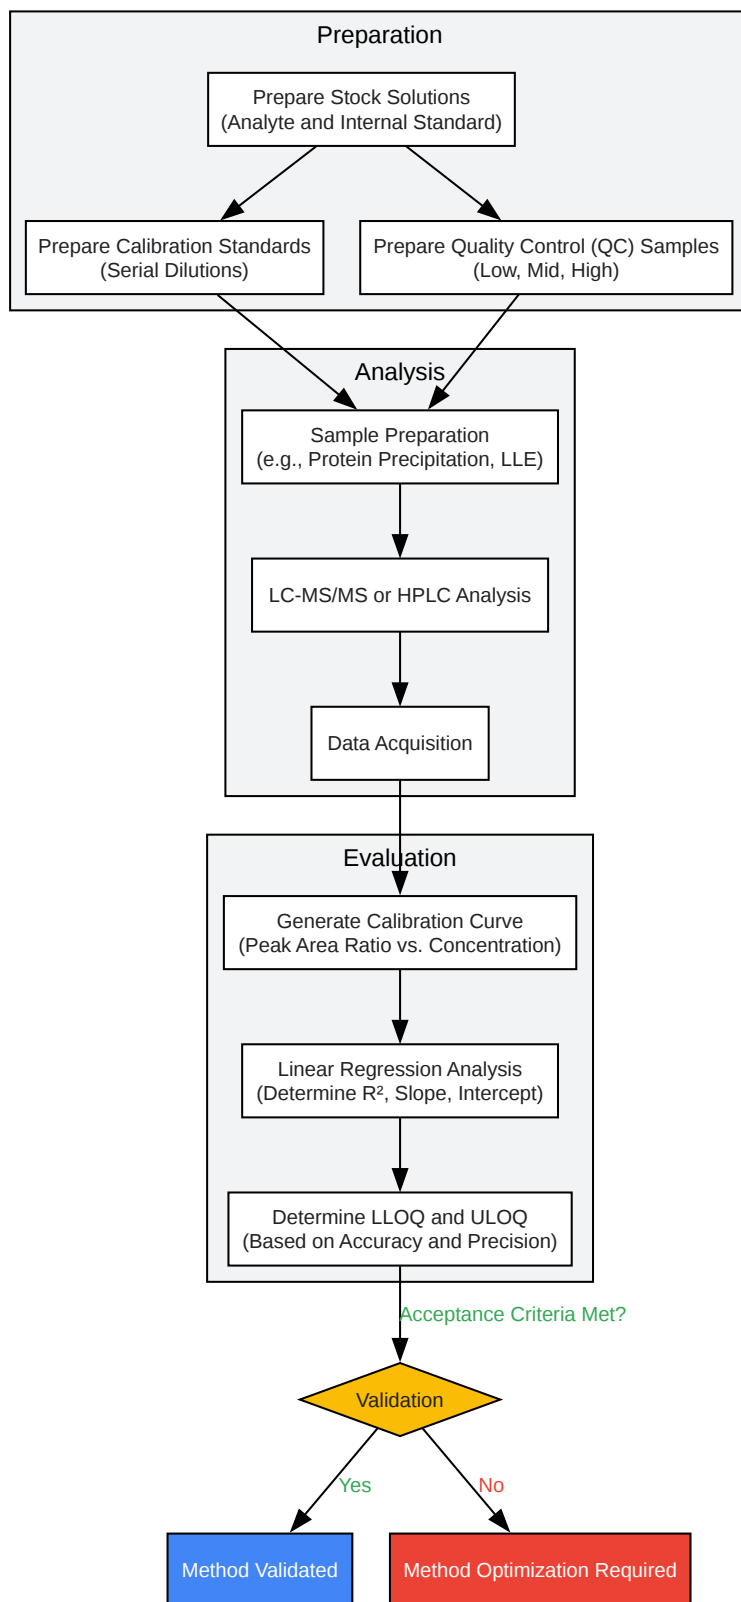 Preparation
Prepare Stock Solutions
(Analyte and Internal Standard)
Prepare Calibration Standards
(Serial Dilutions)
Prepare Quality Control (QC) Samples
(Low, Mid, High)
Analysis
Sample Preparation
(e.g., Protein Precipitation, LLE)
LC-MS/MS or HPLC Analysis
Data Acquisition
Evaluation
Generate Calibration Curve
(Peak Area Ratio vs. Concentration)
Linear Regression Analysis
(Determine R², Slope, Intercept)
Determine LLOQ and ULOQ
(Based on Accuracy and Precision)
Acceptance Criteria Met?
Validation
Yes
No
Method Validated
Method Optimization Required